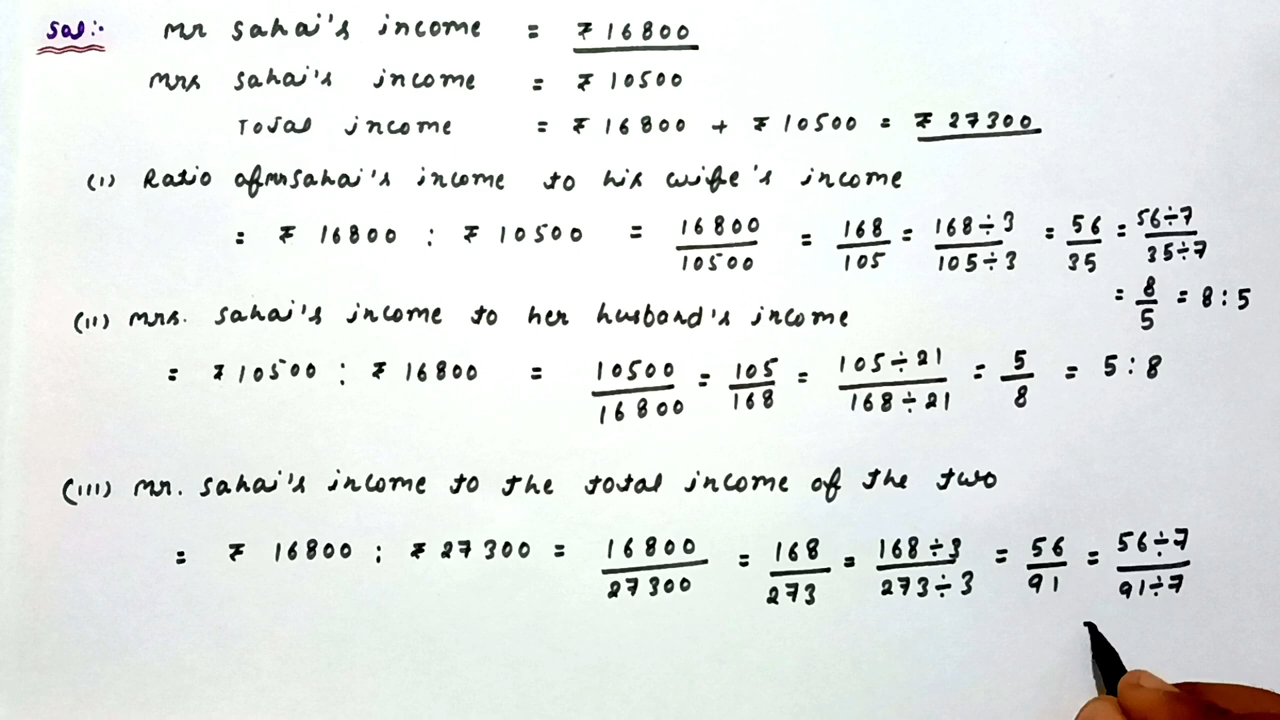 Sol:- Mr Sahai's income = ₹ 16800
Mrs Sahai's income = ₹ 10500
Total income = ₹ 16800 + ₹ 10500 = ₹ 27300
(i) Ratio of Mr Sahai's income to his wife's income
= ₹ 16800 : ₹ 10500 = 16800/10500 = 168/105 = 168÷3/105÷3 = 56/35 = 56÷7/35÷7
= 8/5 = 8:5
(ii) Mrs. Sahai's income to her husband's income
= ₹ 10500 : ₹ 16800 = 10500/16800 = 105/168 = 105÷21/168÷21 = 5/8 = 5:8
(iii) Mr. Sahai's income to the total income of the two
= ₹ 16800 : ₹ 27300 = 16800/27300 = 168/273 = 168÷3/273÷3 = 56/91 = 56÷7/91÷7